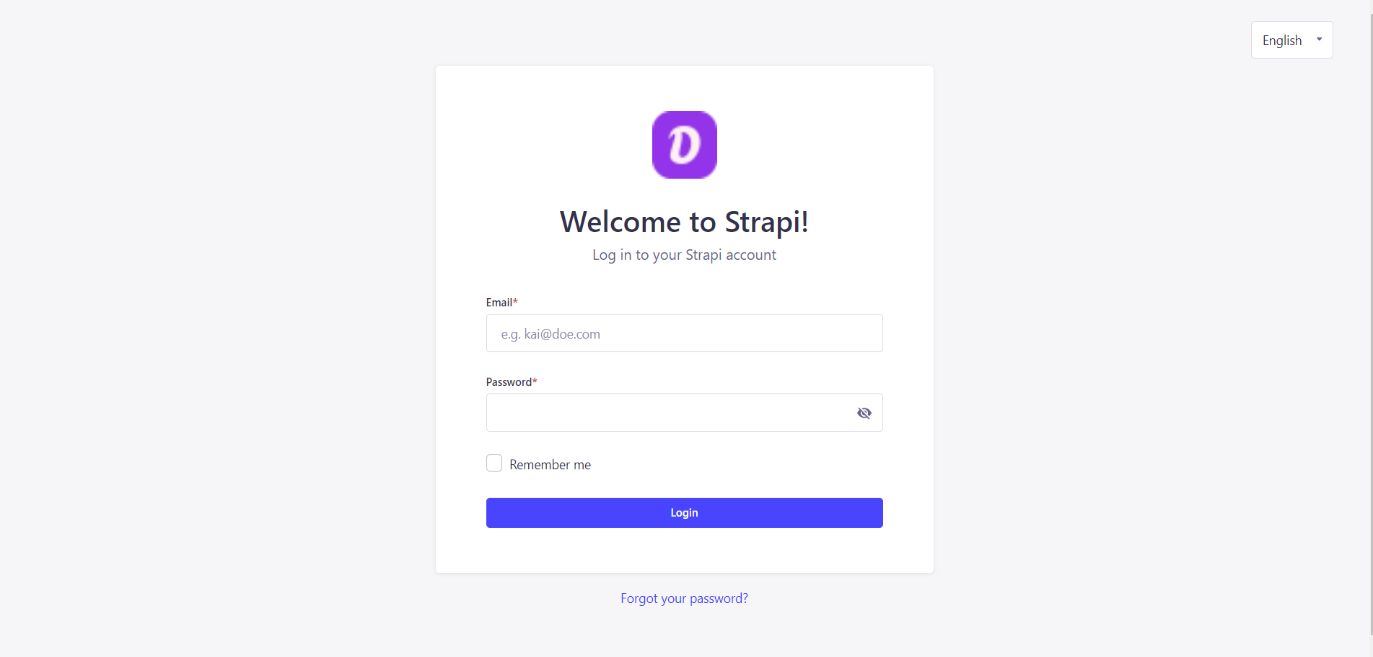 English
D
Welcome to Strapi!
Log in to your Strapi account
Email*
e.g. kai@doe.com
Password*
Remember me
Login
Forgot your password?